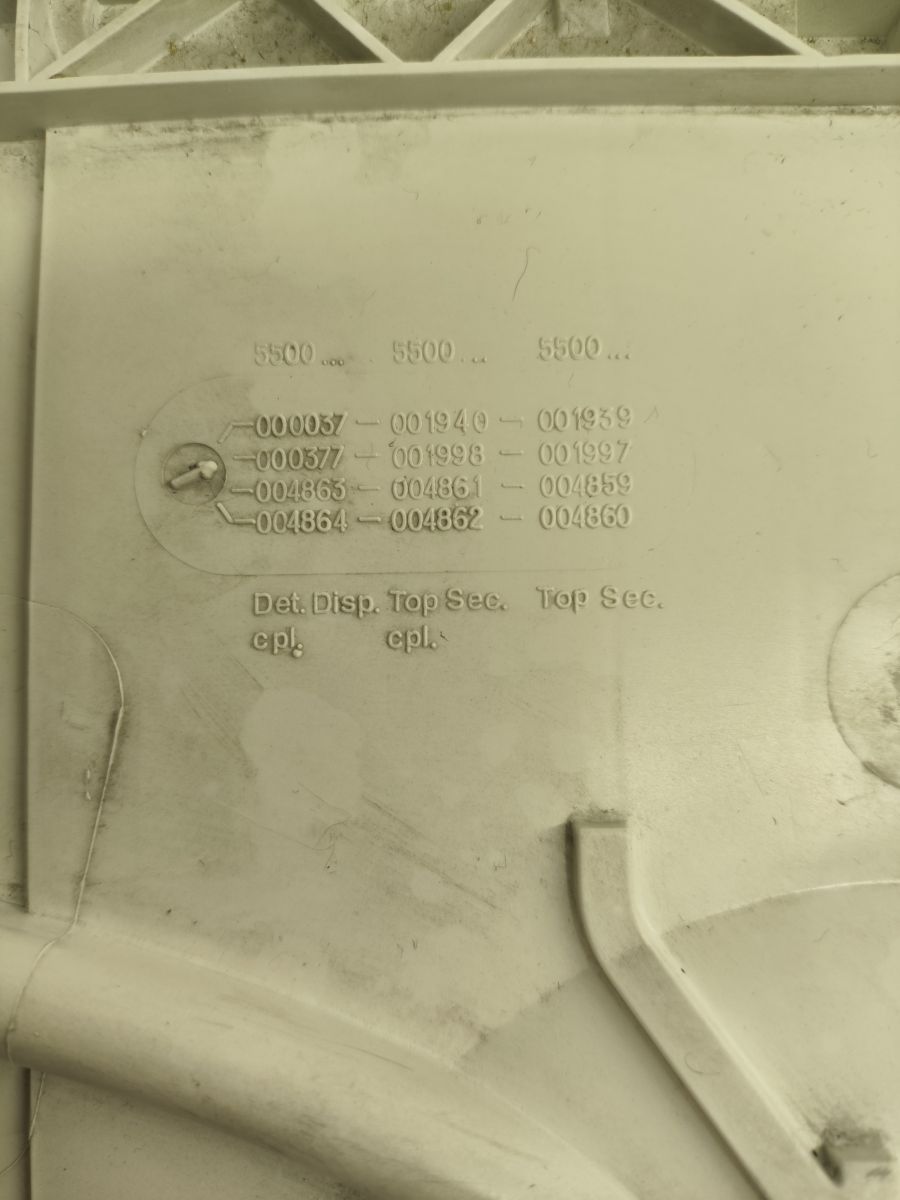 5500... 5500... 5500...
000037 - 001940 - 001939
000377 - 001998 - 001997
004863 - 004861 - 004859
004864 - 004862 - 004860
Det. Disp. Top Sec. Top Sec.
cpl. cpl.